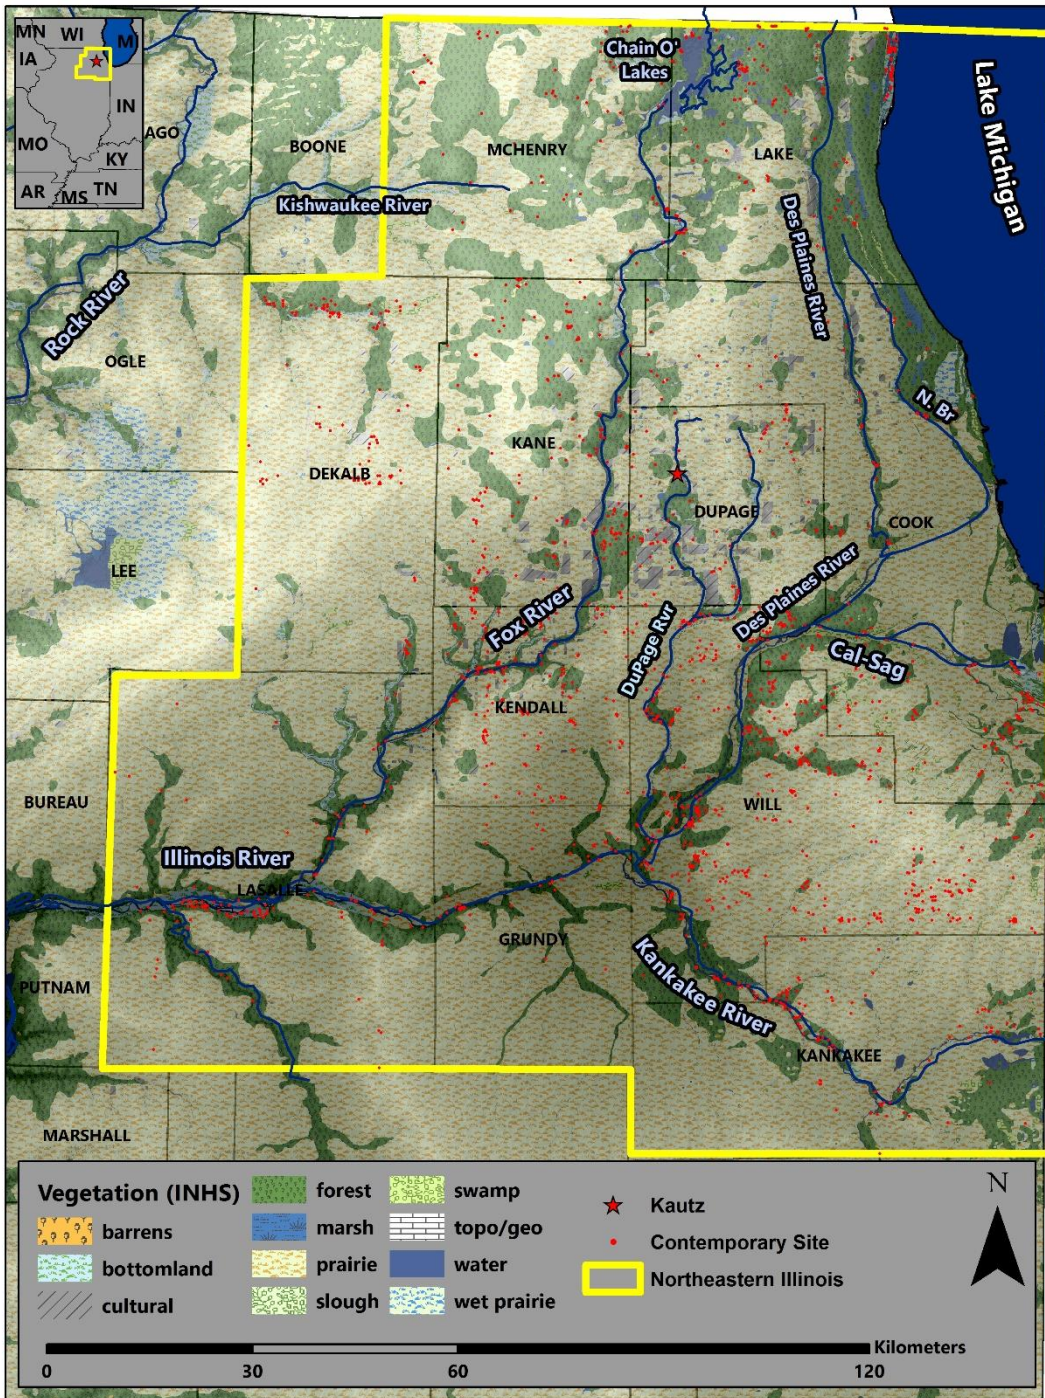 MN
WI
M
IA
IN
MO
KY
AR
MS
TN
AGO
BOONE
MCHENRY
Chain O'
Lakes
LAKE
Lake Michigan
Kishwaukee River
Des Plaines River
Rock River
OGLE
N. Br
KANE
DEKALB
DUPAGE
COOK
LEE
Fox River
DuPage Rvr
Des Plaines River
Cal-Sag
KENDALL
BUREAU
WILL
Illinois River
LASALLE
GRUNDY
Kankakee River
PUTNAM
KANKAKEE
MARSHALL
Vegetation (INHS)
barrens
bottomland
cultural
forest
marsh
prairie
slough
swamp
topo/geo
water
wet prairie
Kautz
Contemporary Site
Northeastern Illinois
N
Kilometers
0 30 60 120